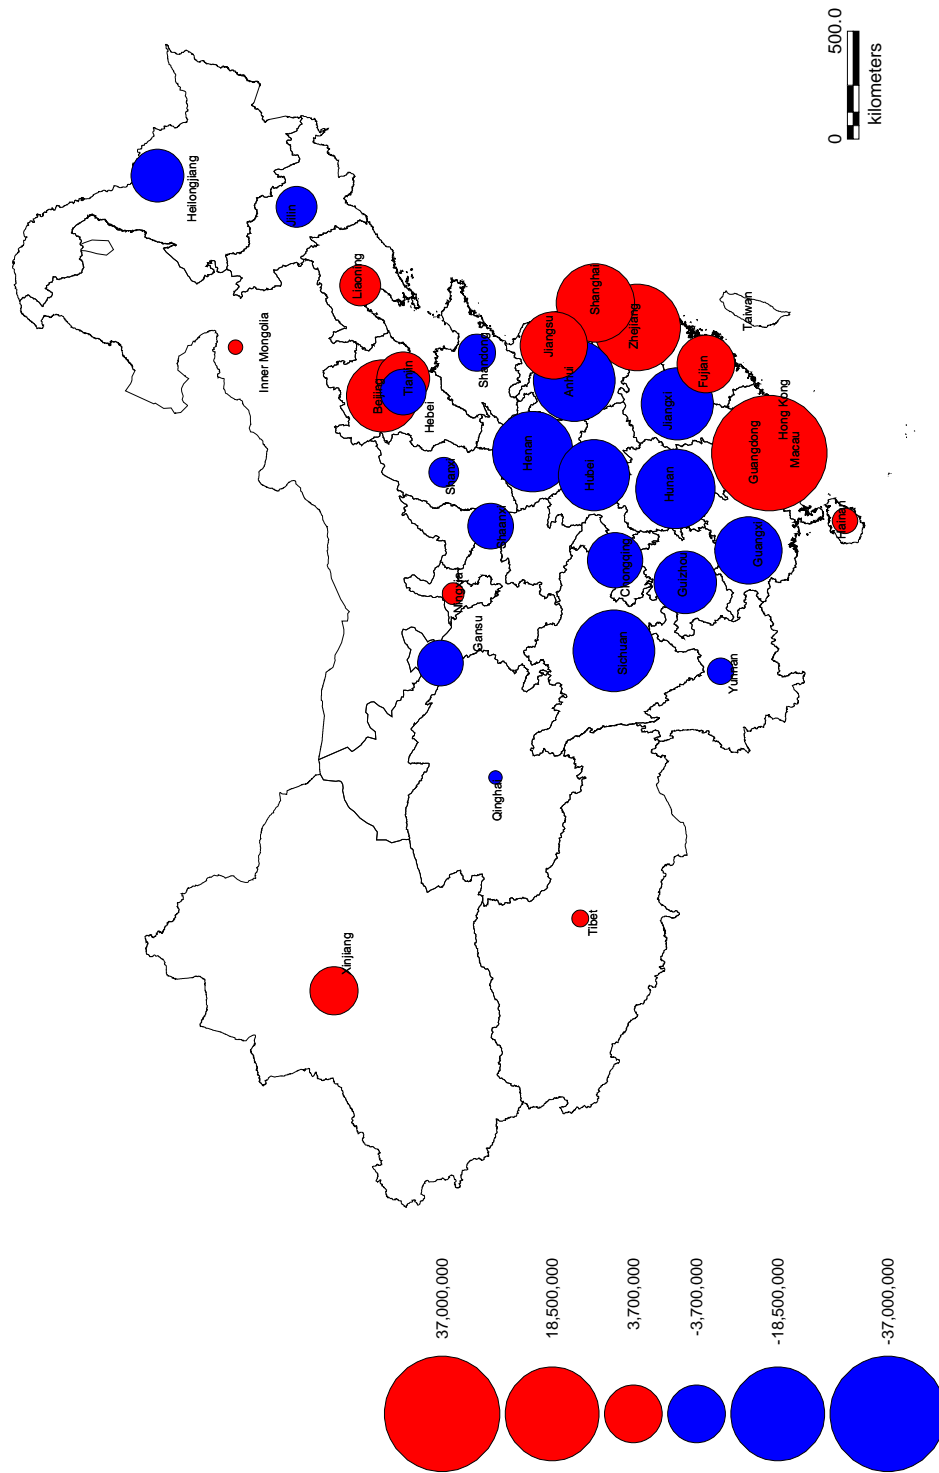 Heilongjiang
Jilin
Inner Mongolia
Liaoning
Beijing
Tianjin
Hebei
Shandong
Shanxi
Shaanxi
Ningxia
Gansu
Xinjiang
Qinghai
Tibet
Shanghai
Jiangsu
Zhejiang
Anhui
Henan
Hubei
Chongqing
Sichuan
Fujian
Jiangxi
Hunan
Guizhou
Yunnan
Guangxi
Guangdong
Hong Kong
Macau
Hainan
Taiwan
0 500.0
kilometers
37,000,000
18,500,000
3,700,000
-3,700,000
-18,500,000
-37,000,000